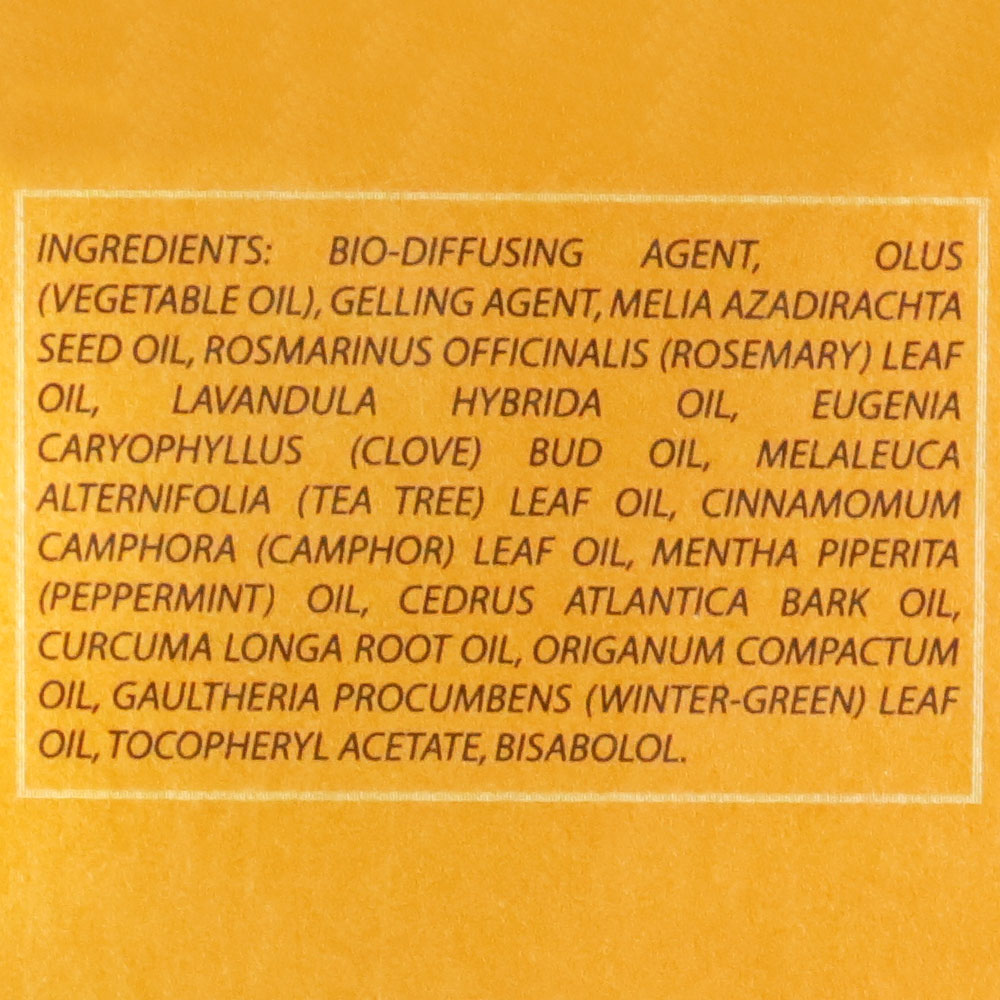 INGREDIENTS: BIO-DIFFUSING AGENT, OLUS
(VEGETABLE OIL), GELLING AGENT, MELIA AZADIRACHTA
SEED OIL, ROSMARINUS OFFICINALIS (ROSEMARY) LEAF
OIL, LAVANDULA HYBRIDA OIL, EUGENIA
CARYOPHYLLUS (CLOVE) BUD OIL, MELALEUCA
ALTERNIFOLIA (TEA TREE) LEAF OIL, CINNAMOMUM
CAMPHORA (CAMPHOR) LEAF OIL, MENTHA PIPERITA
(PEPPERMINT) OIL, CEDRUS ATLANTICA BARK OIL,
CURCUMA LONGA ROOT OIL, ORIGANUM COMPACTUM
OIL, GAULTHERIA PROCUMBENS (WINTER-GREEN) LEAF
OIL, TOCOPHERYL ACETATE, BISABOLOL.